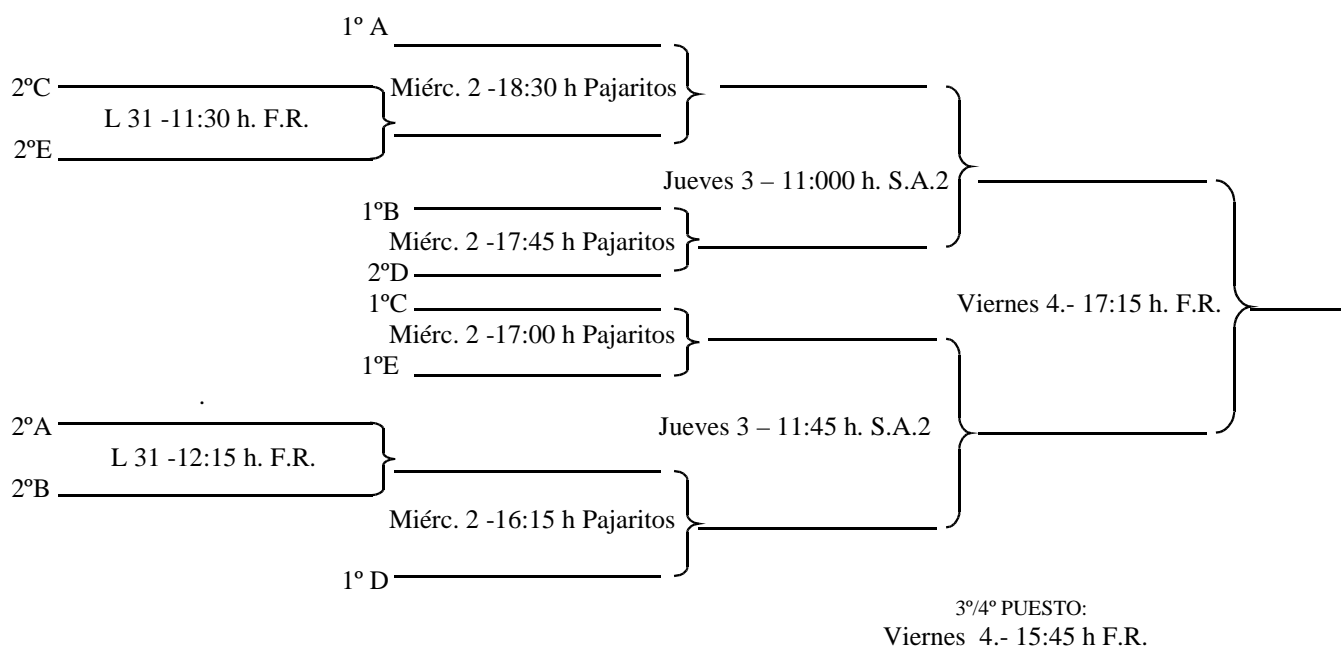 1º A
2ºC
Miérc. 2 -18:30 h Pajaritos
L 31 -11:30 h. F.R.
2ºE
Jueves 3 – 11:000 h. S.A.2
1ºB
Miérc. 2 -17:45 h Pajaritos
2ºD
1ºC
Viernes 4.- 17:15 h. F.R.
Miérc. 2 -17:00 h Pajaritos
1ºE
.
2ºA
Jueves 3 – 11:45 h. S.A.2
L 31 -12:15 h. F.R.
2ºB
Miérc. 2 -16:15 h Pajaritos
1º D
3º/4º PUESTO:
Viernes 4.- 15:45 h F.R.